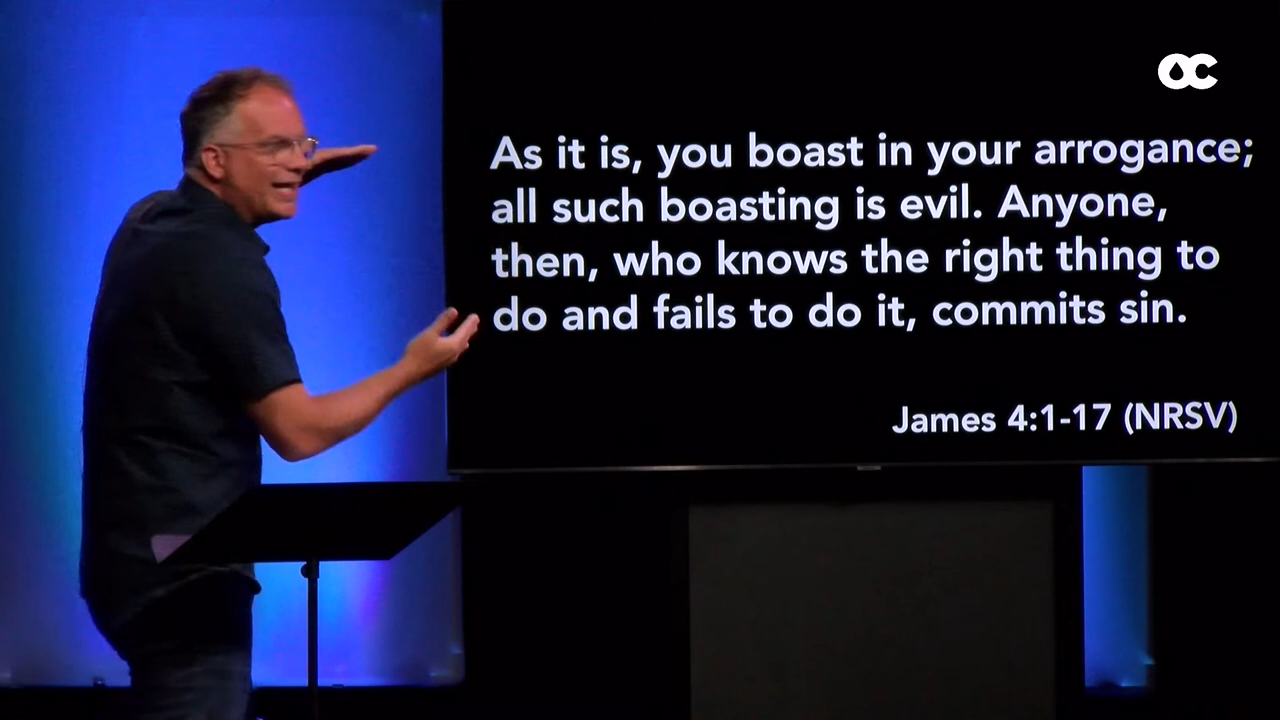 OC
As it is, you boast in your arrogance;
all such boasting is evil. Anyone,
then, who knows the right thing to
do and fails to do it, commits sin.
James 4:1-17 (NRSV)